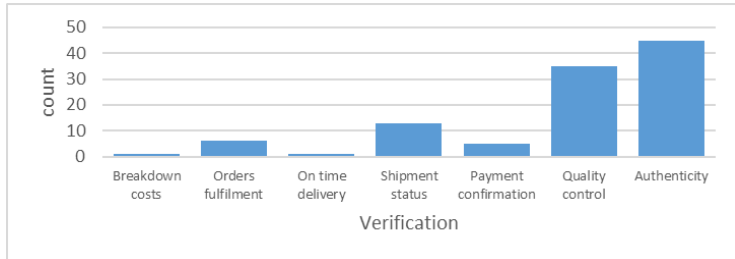 50
40
30
20
10
0
count
Breakdown costs
Orders fulfilment
On time delivery
Shipment status
Payment confirmation
Quality control
Authenticity
Verification